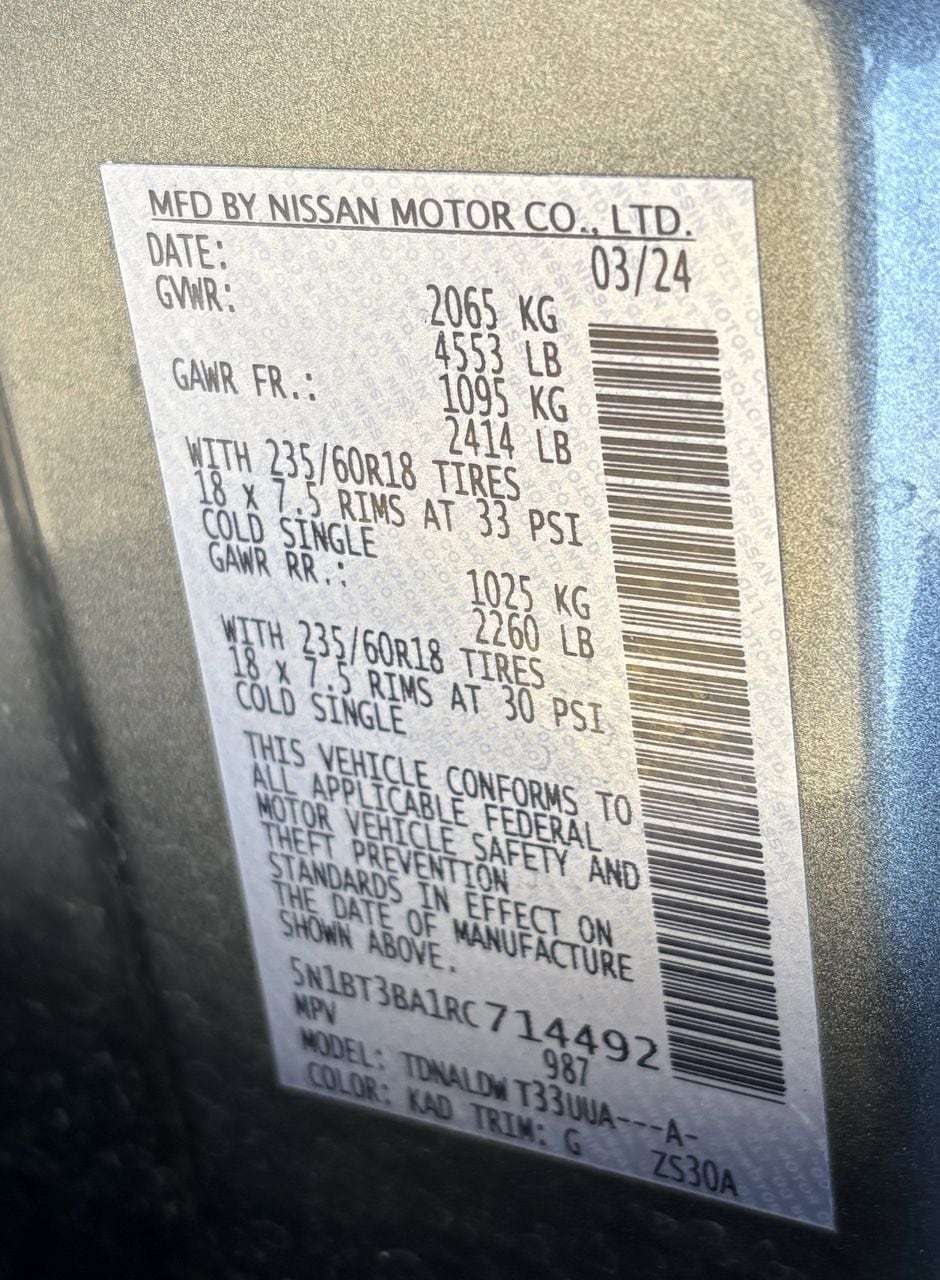 MFD BY NISSAN MOTOR CO., LTD.
DATE: 03/24
GVWR: 2065 KG
4553 LB
GAWR FR.: 1095 KG
2414 LB
WITH 235/60R18 TIRES
18 x 7.5 RIMS AT 33 PSI
COLD SINGLE
GAWR RR.: 1025 KG
2260 LB
WITH 235/60R18 TIRES
18 x 7.5 RIMS AT 30 PSI
COLD SINGLE
THIS VEHICLE CONFORMS TO
ALL APPLICABLE FEDERAL
MOTOR VEHICLE SAFETY AND
THEFT PREVENTION
STANDARDS IN EFFECT ON
THE DATE OF MANUFACTURE
SHOWN ABOVE.
5N1BT3BA1RC714492
MPV 987
MODEL: TDNALDW T33UUA---A-
COLOR: KAD TRIM: G ZS30A